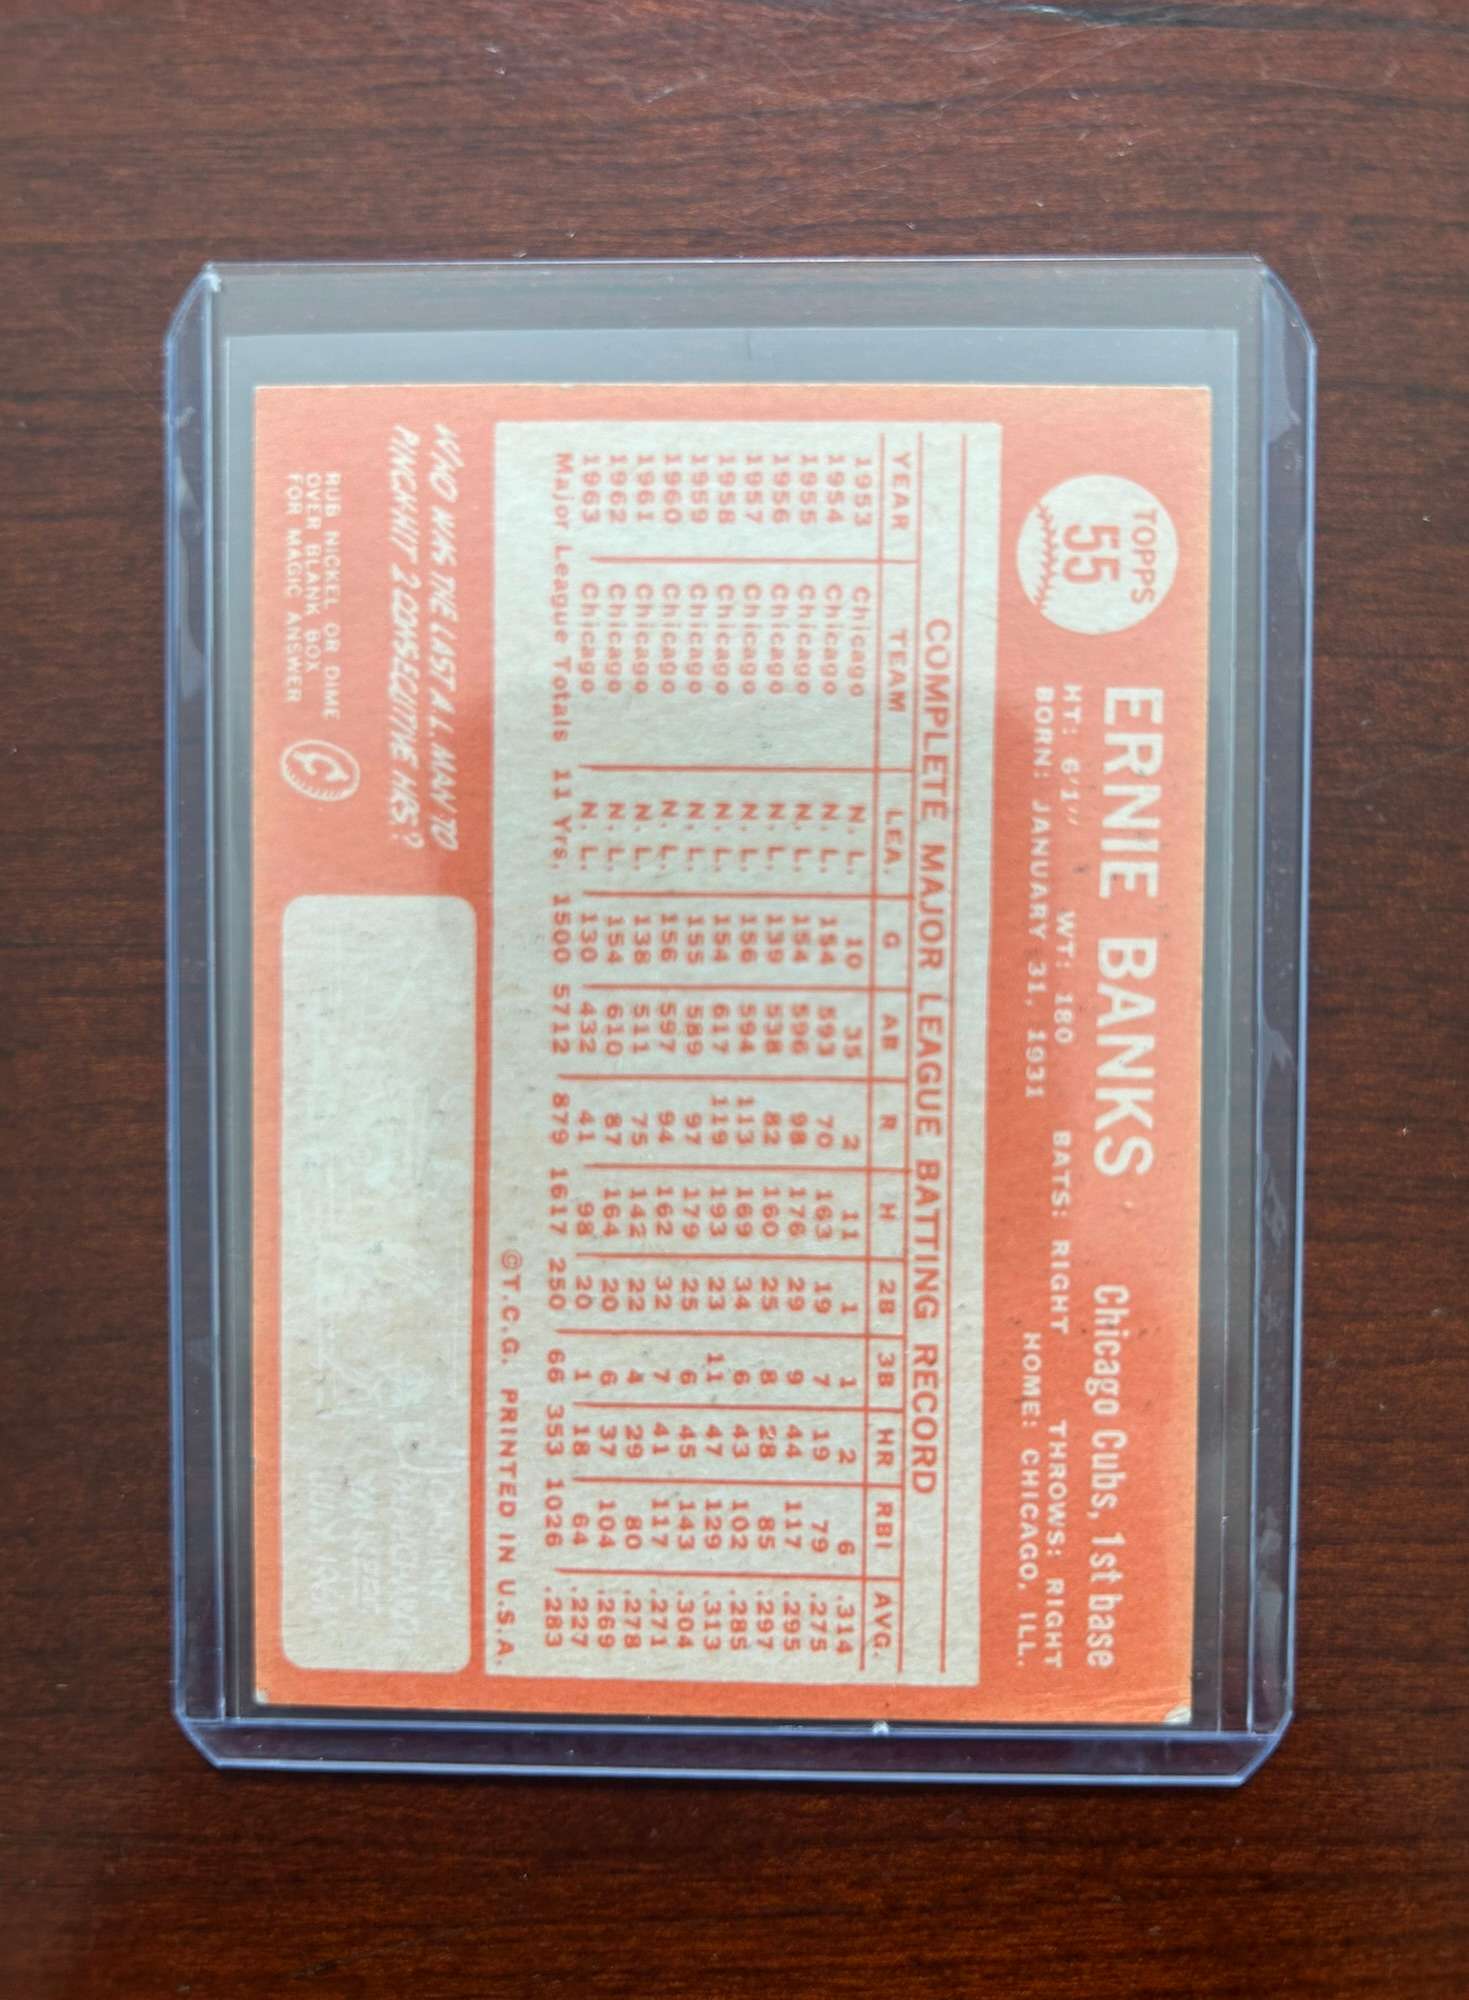 TOPPS
55
ERNIE BANKS Chicago Cubs, 1st base
HT: 6'1" WT: 180 BATS: RIGHT THROWS: RIGHT
BORN: JANUARY 31, 1931 HOME: CHICAGO, ILL.
COMPLETE MAJOR LEAGUE BATTING RECORD
YEAR TEAM LEA. G AB R H 2B 3B HR RBI AVG.
1953 Chicago N. L. 10 35 2 11 1 1 2 6 .314
1954 Chicago N. L. 154 593 70 163 19 7 19 79 .275
1955 Chicago N. L. 154 596 98 176 29 9 44 117 .295
1956 Chicago N. L. 139 538 82 160 25 8 28 85 .297
1957 Chicago N. L. 156 594 113 169 34 6 43 102 .285
1958 Chicago N. L. 154 617 119 193 23 11 47 129 .313
1959 Chicago N. L. 155 589 97 179 25 6 45 143 .304
1960 Chicago N. L. 156 597 94 162 32 7 41 117 .271
1961 Chicago N. L. 138 511 75 142 22 4 29 80 .278
1962 Chicago N. L. 154 610 87 164 20 6 37 104 .269
1963 Chicago N. L. 130 432 41 98 20 1 18 64 .227
Major League Totals 11 Yrs. 1500 5712 879 1617 250 66 353 1026 .283
©T.C.G. PRINTED IN U.S.A.
WHO WAS THE LAST A.L. MAN TO
PINCH-HIT 2 CONSECUTIVE HRS?
RUB NICKEL OR DIME
OVER BLANK BOX
FOR MAGIC ANSWER